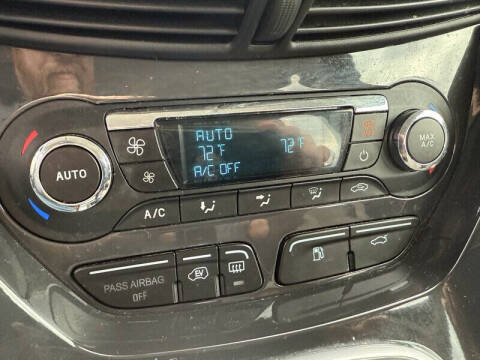 AUTO
72°F 72°F
A/C OFF
AUTO
MAX
A/C
A/C
PASS AIRBAG
OFF
EV